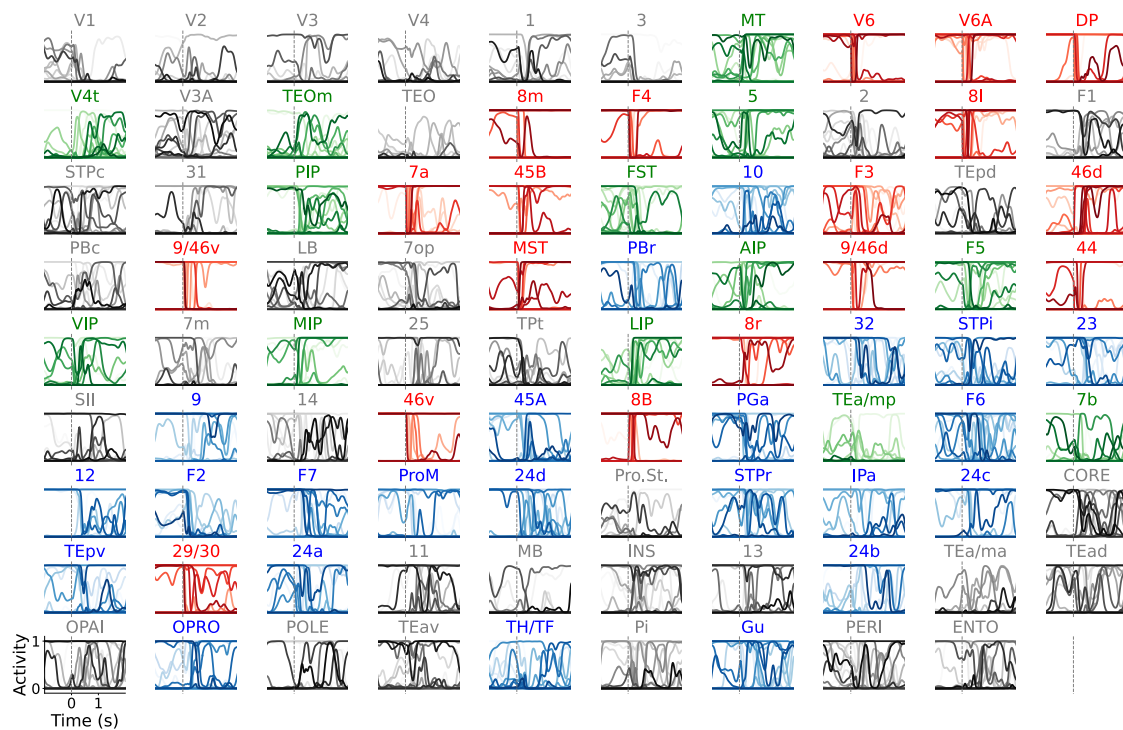 V1 V2 V3 V4 1 3 MT V6 V6A DP
V4t V3A TEOm TEO 8m F4 5 2 8l F1
STPc 31 PIP 7a 45B FST 10 F3 TEpd 46d
PBc 9/46v LB 7op MST PBr AIP 9/46d F5 44
VIP 7m MIP 25 TPt LIP 8r 32 STPi 23
SII 9 14 46v 45A 8B PGa TEa/mp F6 7b
12 F2 F7 ProM 24d Pro.St. STPr IPa 24c CORE
TEpv 29/30 24a 11 MB INS 13 24b TEa/ma TEad
OPAI OPRO POLE TEav TH/TF Pi Gu PERI ENTO
1
Activity
0
0 1
Time (s)